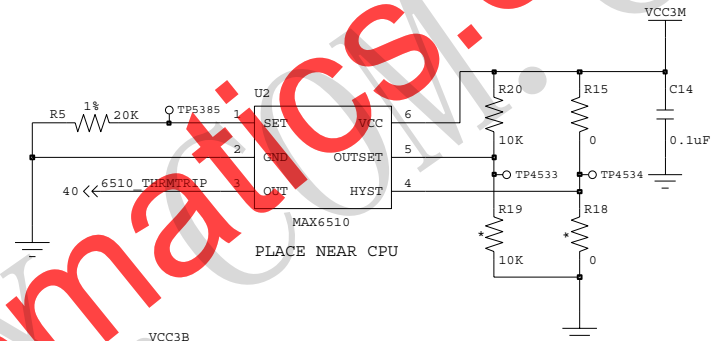 VCC3M
U2
R5 1% 20K
TP5385
1 SET VCC 6
2 GND OUTSET 5
40 6510_THRMTRIP 3 OUT HYST 4
MAX6510
PLACE NEAR CPU
R20
10K
R15
0
C14
0.1uF
TP4533
TP4534
R19
*
10K
R18
*
0
VCC3B
matics.
COM.